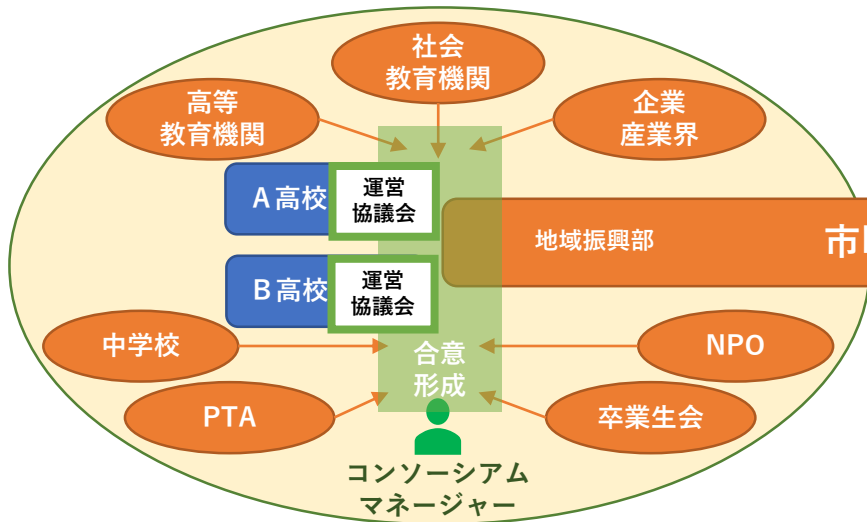 社会
教育機関
高等
教育機関
企業
産業界
A高校
運営
協議会
地域振興部
市
B高校
運営
協議会
中学校
合意
形成
NPO
PTA
卒業生会
コンソーシアム
マネージャー